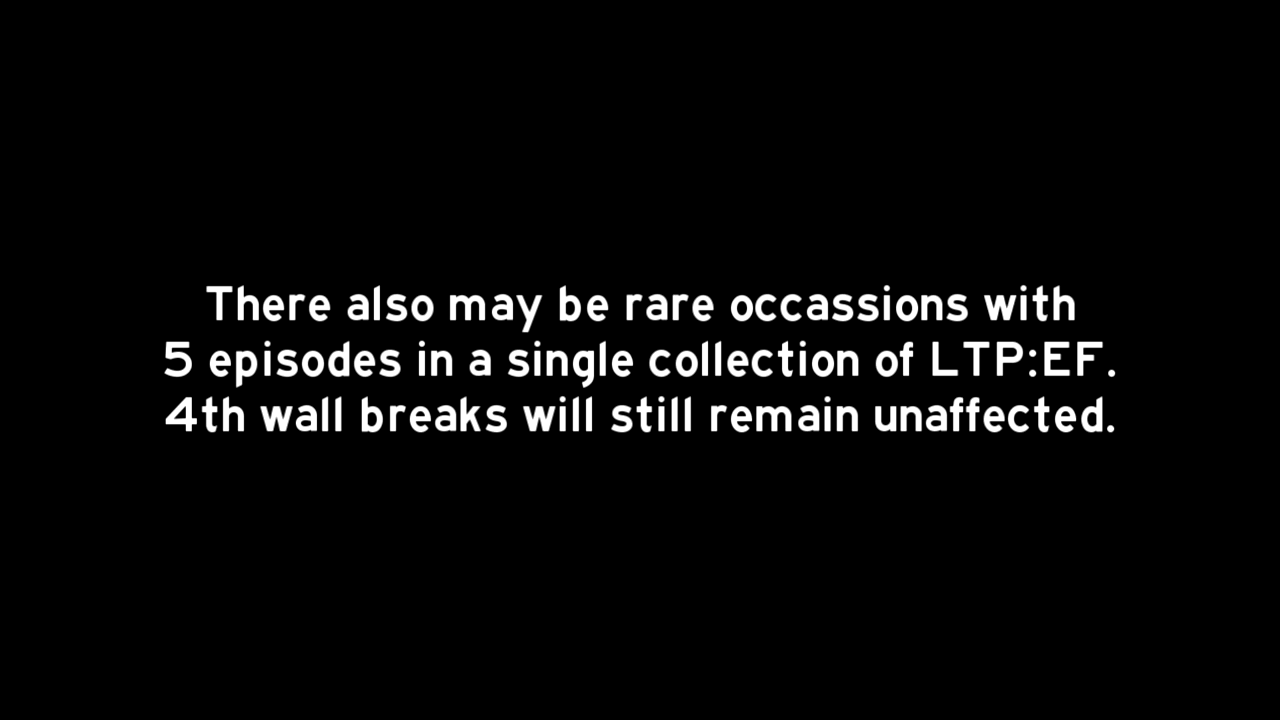 There also may be rare occassions with
5 episodes in a single collection of LTP:EF.
4th wall breaks will still remain unaffected.